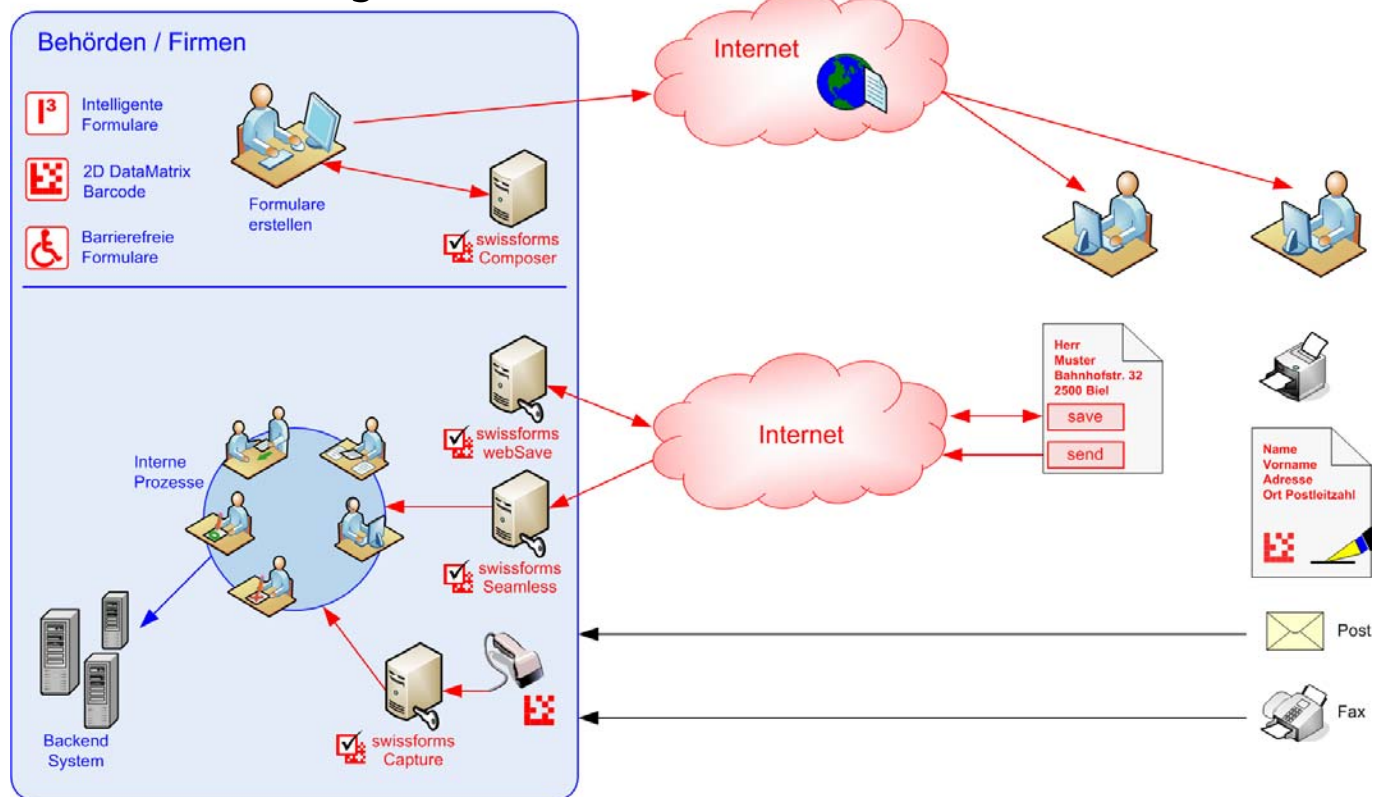 Behörden / Firmen
I³
Intelligente
Formulare
2D DataMatrix
Barcode
Barrierefreie
Formulare
Formulare
erstellen
swissforms
Composer
Internet
swissforms
webSave
Interne
Prozesse
swissforms
Seamless
swissforms
Capture
Backend
System
Internet
Herr
Muster
Bahnhofstr. 32
2500 Biel
save
send
Name
Vorname
Adresse
Ort Postleitzahl
Post
Fax